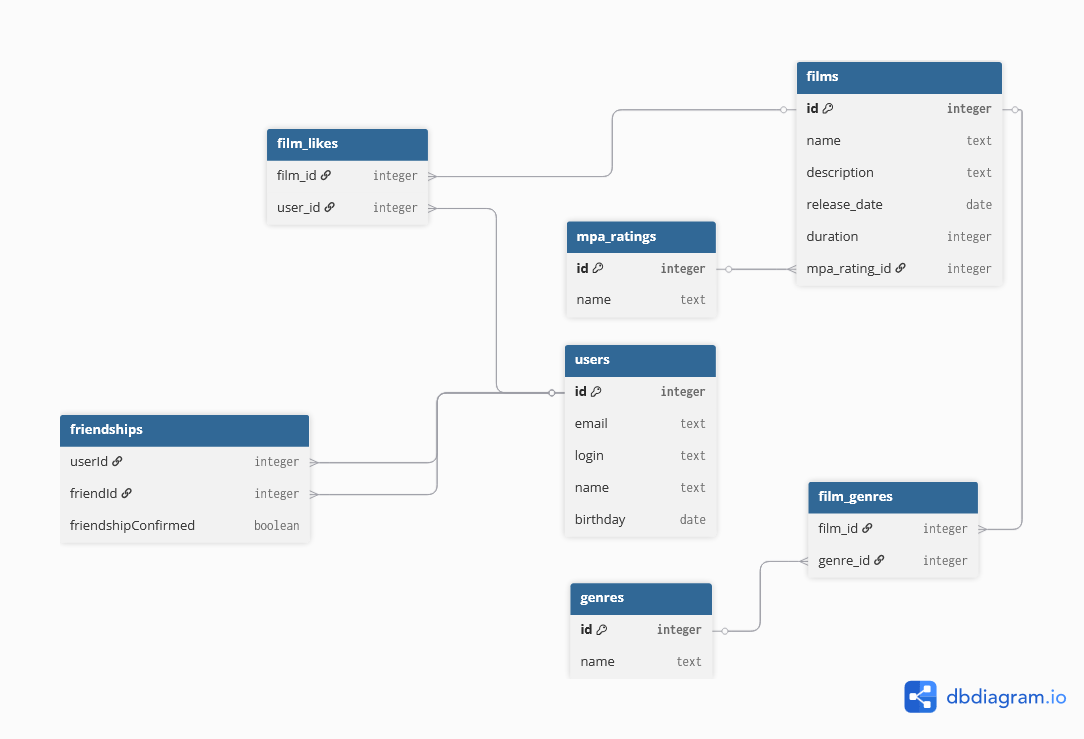 films
id integer
name text
description text
release_date date
duration integer
mpa_rating_id integer
film_likes
film_id integer
user_id integer
mpa_ratings
id integer
name text
users
id integer
email text
login text
name text
birthday date
friendships
userId integer
friendId integer
friendshipConfirmed boolean
film_genres
film_id integer
genre_id integer
genres
id integer
name text
dbdiagram.io